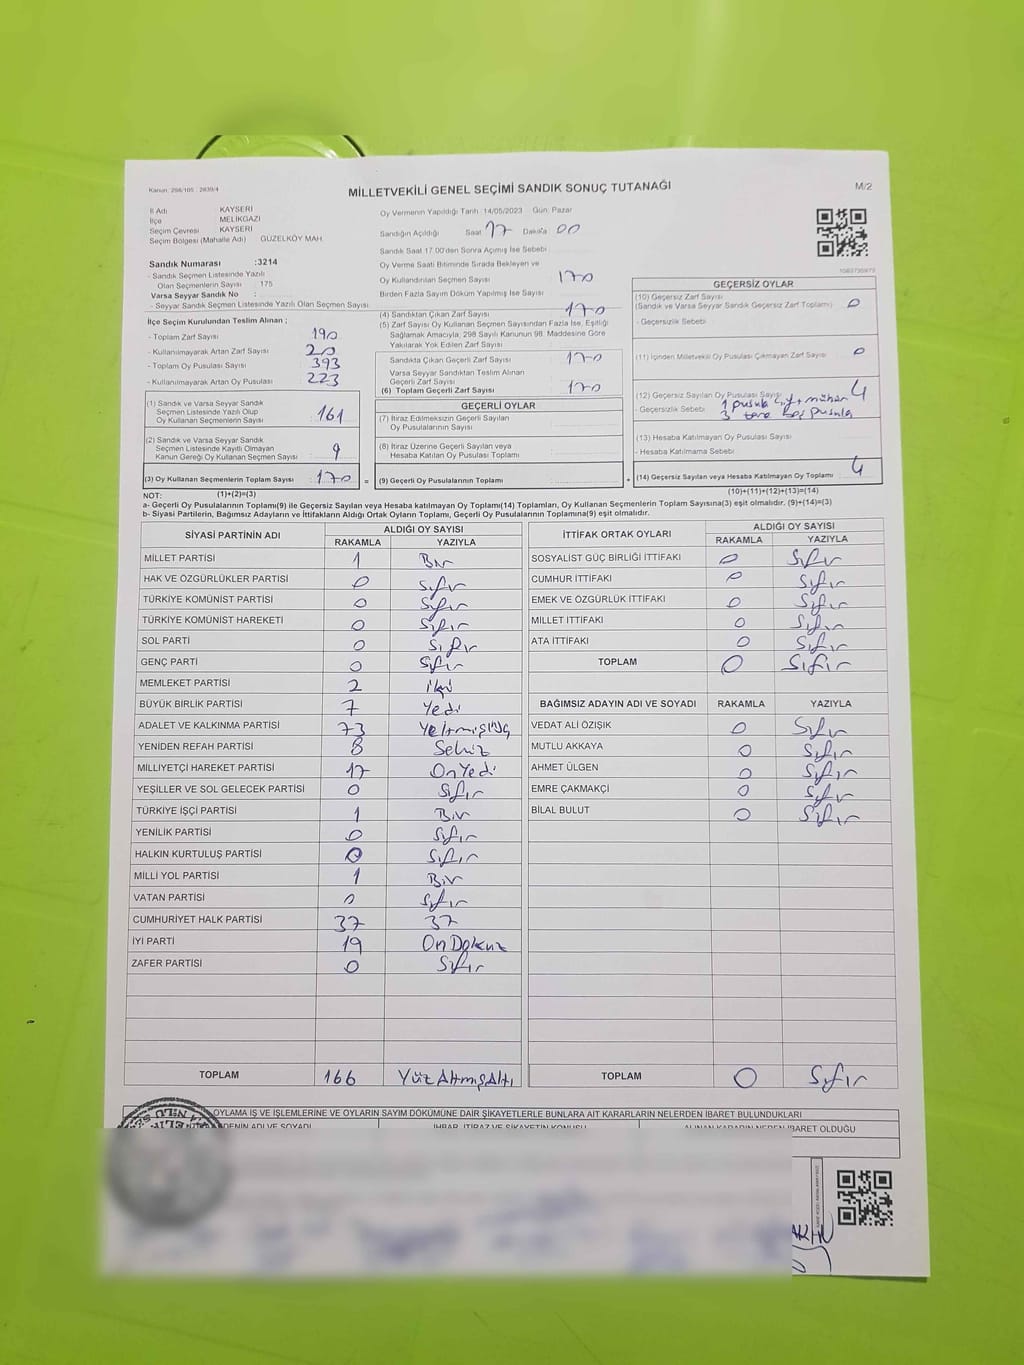 Kanun: 298/105 : 2839/4
MİLLETVEKİLİ GENEL SEÇİMİ SANDIK SONUÇ TUTANAĞI
M/2
İl Adı KAYSERİ
İlçe MELİKGAZİ
Seçim Çevresi KAYSERİ
Seçim Bölgesi (Mahalle Adı) GÜZELKÖY MAH.
Sandık Numarası :3214
- Sandık Seçmen Listesinde Yazılı
Olan Seçmenlerin Sayısı : 175
Varsa Seyyar Sandık No :
- Seyyar Sandık Seçmen Listesinde Yazılı Olan Seçmen Sayısı
Oy Vermenin Yapıldığı Tarih :14/05/2023 Gün: Pazar
Sandığın Açıldığı Saat 17 Dakika 00
Sandık Saat 17.00'den Sonra Açılmış İse Sebebi
Oy Verme Saati Bitiminde Sırada Bekleyen ve
Oy Kullandırılan Seçmen Sayısı 170
Birden Fazla Sayım Döküm Yapılmış İse Sayısı
İlçe Seçim Kurulundan Teslim Alınan ;
- Toplam Zarf Sayısı 190
- Kullanılmayarak Artan Zarf Sayısı 20
- Toplam Oy Pusulası Sayısı 393
- Kullanılmayarak Artan Oy Pusulası 223
(1) Sandık ve Varsa Seyyar Sandık
Seçmen Listesinde Yazılı Olup
Oy Kullanan Seçmenlerin Sayısı 161
(2) Sandık ve Varsa Seyyar Sandık
Seçmen Listesinde Kayıtlı Olmayan
Kanun Gereği Oy Kullanan Seçmen Sayısı 9
(3) Oy Kullanan Seçmenlerin Toplam Sayısı 170 =
(4) Sandıktan Çıkan Zarf Sayısı 170
(5) Zarf Sayısı Oy Kullanan Seçmen Sayısından Fazla İse, Eşitliği
Sağlamak Amacıyla, 298 Sayılı Kanunun 98. Maddesine Göre
Yakılarak Yok Edilen Zarf Sayısı
Sandıkta Çıkan Geçerli Zarf Sayısı 170
Varsa Seyyar Sandıktan Teslim Alınan
Geçerli Zarf Sayısı
(6) Toplam Geçerli Zarf Sayısı 170
GEÇERLİ OYLAR
(7) İtiraz Edilmeksizin Geçerli Sayılan
Oy Pusulalarının Sayısı
(8) İtiraz Üzerine Geçerli Sayılan veya
Hesaba Katılan Oy Pusulası Toplamı
(9) Geçerli Oy Pusulalarının Toplamı +
GEÇERSİZ OYLAR
(10) Geçersiz Zarf Sayısı
(Sandık ve Varsa Seyyar Sandık Geçersiz Zarf Toplamı) 0
- Geçersizlik Sebebi
(11) İçinden Milletvekili Oy Pusulası Çıkmayan Zarf Sayısı 0
(12) Geçersiz Sayılan Oy Pusulası Sayısı 4
- Geçersizlik Sebebi 1 pusula
3 tane boş pusula
(13) Hesaba Katılmayan Oy Pusulası Sayısı
- Hesaba Katılmama Sebebi
(14) Geçersiz Sayılan veya Hesaba Katılmayan Oy Toplamı 4
NOT: (1)+(2)=(3) (10)+(11)+(12)+(13)=(14)
a- Geçerli Oy Pusulalarının Toplamı(9) ile Geçersiz Sayılan veya Hesaba katılmayan Oy Toplamı(14) Toplamları, Oy Kullanan Seçmenlerin Toplam Sayısına(3) eşit olmalıdır. (9)+(14)=(3)
b- Siyasi Partilerin, Bağımsız Adayların ve İttifakların Aldığı Ortak Oyların Toplamı, Geçerli Oy Pusulalarının Toplamına(9) eşit olmalıdır.
SİYASİ PARTİNİN ADI ALDIĞI OY SAYISI
RAKAMLA YAZIYLA
MİLLET PARTİSİ 1 Bir
HAK VE ÖZGÜRLÜKLER PARTİSİ 0 Sıfır
TÜRKİYE KOMÜNİST PARTİSİ 0 Sıfır
TÜRKİYE KOMÜNİST HAREKETİ 0 Sıfır
SOL PARTİ 0 Sıfır
GENÇ PARTİ 0 Sıfır
MEMLEKET PARTİSİ 2 iki
BÜYÜK BİRLİK PARTİSİ 7 Yedi
ADALET VE KALKINMA PARTİSİ 73 YetmişÜç
YENİDEN REFAH PARTİSİ 8 Sekiz
MİLLİYETÇİ HAREKET PARTİSİ 17 OnYedi
YEŞİLLER VE SOL GELECEK PARTİSİ 0 Sıfır
TÜRKİYE İŞÇİ PARTİSİ 1 Bir
YENİLİK PARTİSİ 0 Sıfır
HALKIN KURTULUŞ PARTİSİ 0 Sıfır
MİLLİ YOL PARTİSİ 1 Bir
VATAN PARTİSİ 0 Sıfır
CUMHURİYET HALK PARTİSİ 37 37
İYİ PARTİ 19 OnDokuz
ZAFER PARTİSİ 0 Sıfır
TOPLAM 166 YüzAltmışAltı
İTTİFAK ORTAK OYLARI ALDIĞI OY SAYISI
RAKAMLA YAZIYLA
SOSYALİST GÜÇ BİRLİĞİ İTTİFAKI 0 Sıfır
CUMHUR İTTİFAKI 0 Sıfır
EMEK VE ÖZGÜRLÜK İTTİFAKI 0 Sıfır
MİLLET İTTİFAKI 0 Sıfır
ATA İTTİFAKI 0 Sıfır
TOPLAM 0 Sıfır
BAĞIMSIZ ADAYIN ADI VE SOYADI RAKAMLA YAZIYLA
VEDAT ALİ ÖZIŞIK 0 Sıfır
MUTLU AKKAYA 0 Sıfır
AHMET ÜLGEN 0 Sıfır
EMRE ÇAKMAKÇİ 0 Sıfır
BİLAL BULUT 0 Sıfır
TOPLAM 0 Sıfır
OYLAMA İŞ VE İŞLEMLERİNE VE OYLARIN SAYIM DÖKÜMÜNE DAİR ŞİKAYETLERLE BUNLARA AİT KARARLARIN NELERDEN İBARET BULUNDUKLARI